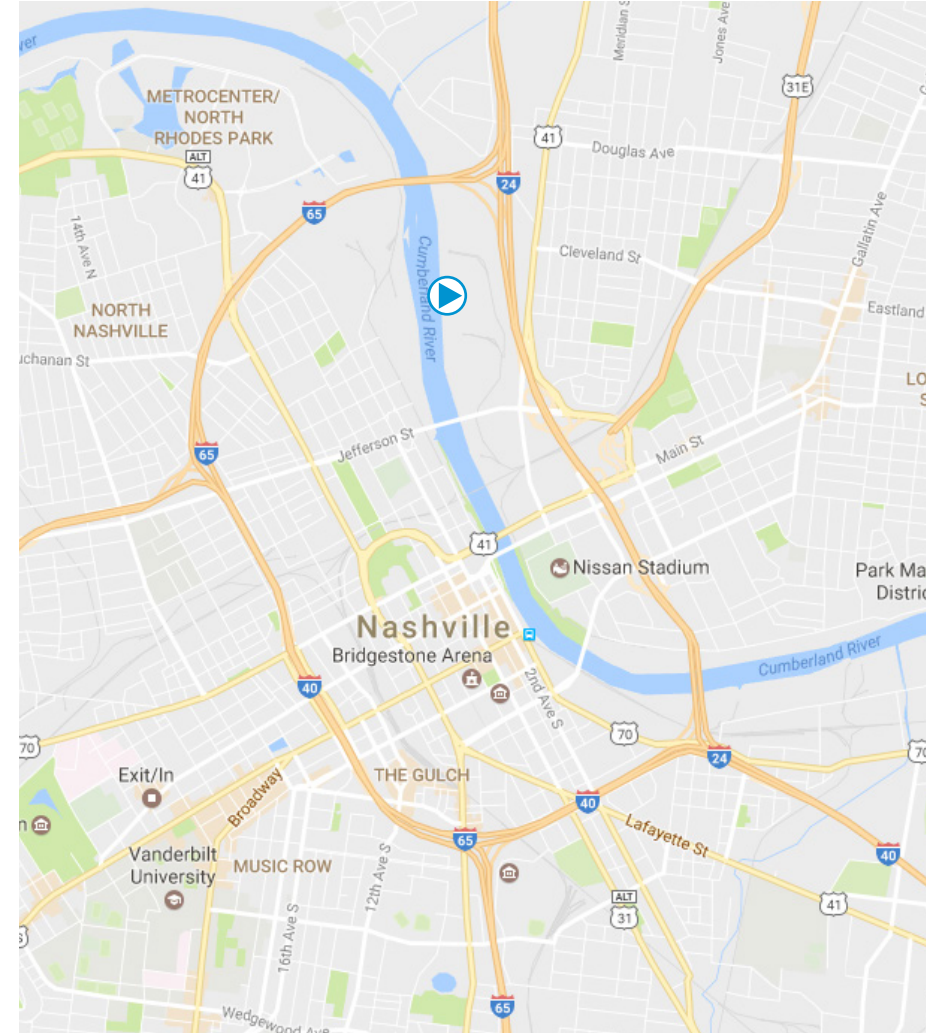 Meridian S
Jones Ave
ver
31E
METROCENTER/
NORTH
RHODES PARK
ALT
41
41
Douglas Ave
24
65
14th Ave N
Cumberland River
Cleveland St
Gallatin Ave
NORTH
NASHVILLE
Eastland
uchanan St
LO
S
Jefferson St
65
Main St
41
Nissan Stadium
Park Ma
Distric
Nashville
Bridgestone Arena
Cumberland River
2nd Ave S
40
70
70
70
24
Exit/In
THE GULCH
Broadway
40
n
Lafayette St
65
40
Vanderbilt
University
MUSIC ROW
12th Ave S
ALT
31
41
16th Ave S
65
Wedgewood Ave